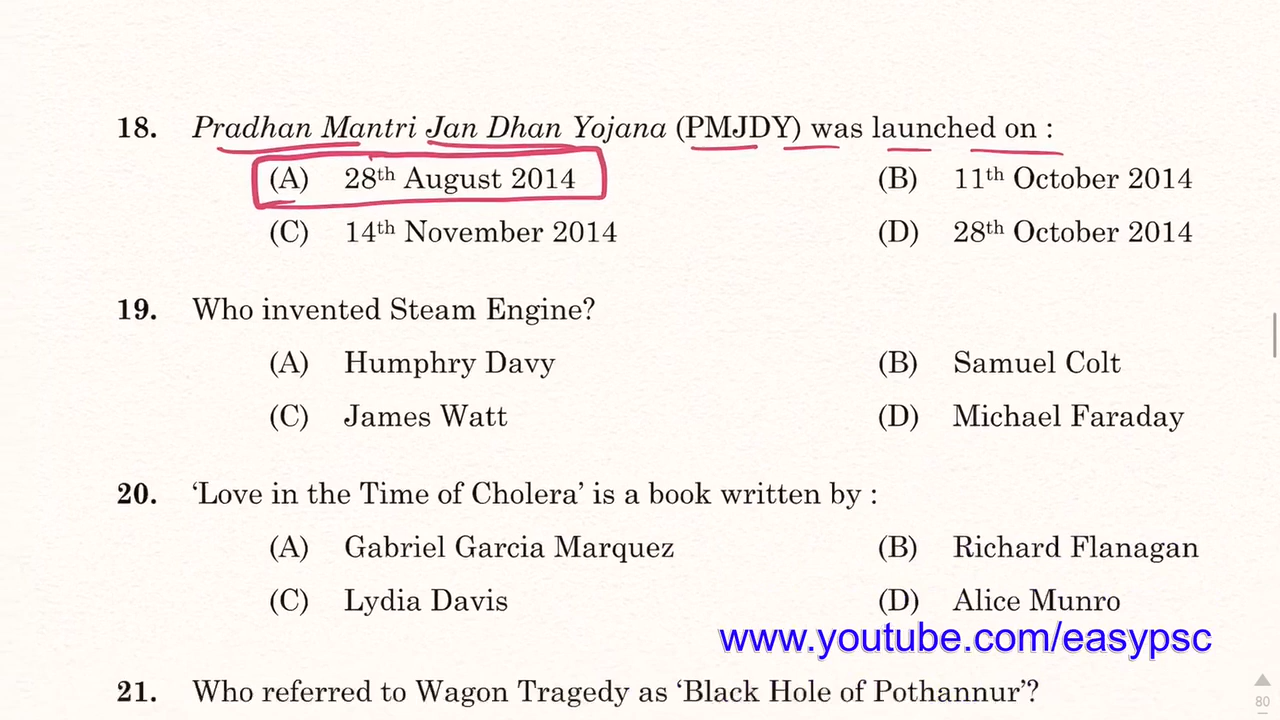 18. Pradhan Mantri Jan Dhan Yojana (PMJDY) was launched on :
(A) 28th August 2014 (B) 11th October 2014
(C) 14th November 2014 (D) 28th October 2014
19. Who invented Steam Engine?
(A) Humphry Davy (B) Samuel Colt
(C) James Watt (D) Michael Faraday
20. ‘Love in the Time of Cholera’ is a book written by :
(A) Gabriel Garcia Marquez (B) Richard Flanagan
(C) Lydia Davis (D) Alice Munro
www.youtube.com/easypsc
21. Who referred to Wagon Tragedy as ‘Black Hole of Pothannur’?
80